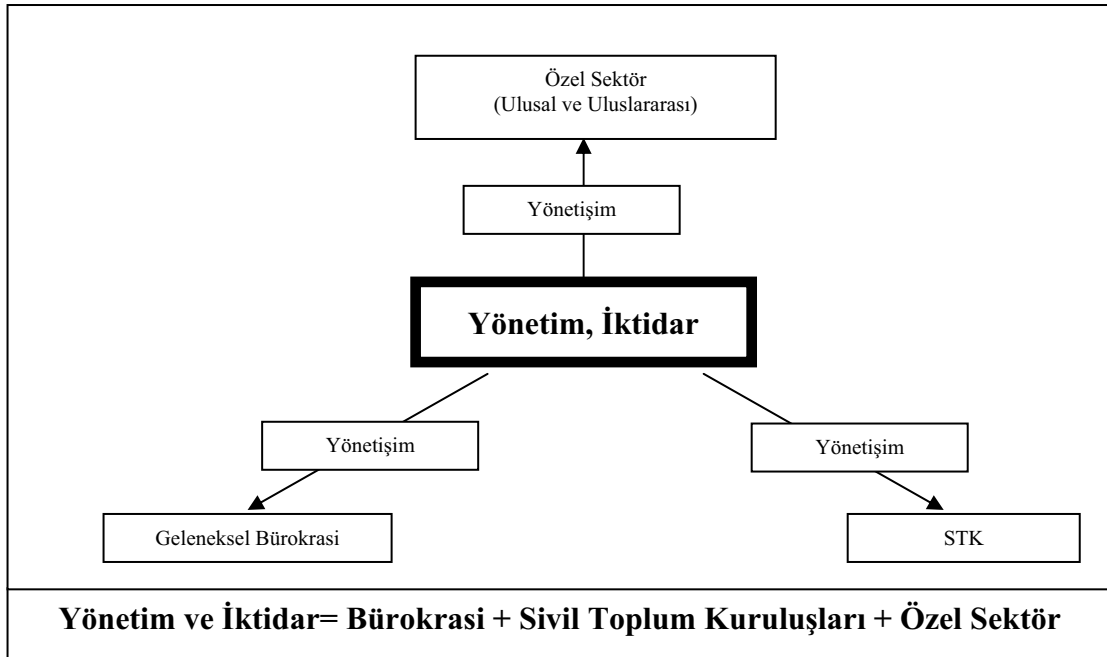 Özel Sektör
(Ulusal ve Uluslararası)
Yönetişim
Yönetim, İktidar
Yönetişim
Yönetişim
Geleneksel Bürokrasi
STK
Yönetim ve İktidar= Bürokrasi + Sivil Toplum Kuruluşları + Özel Sektör